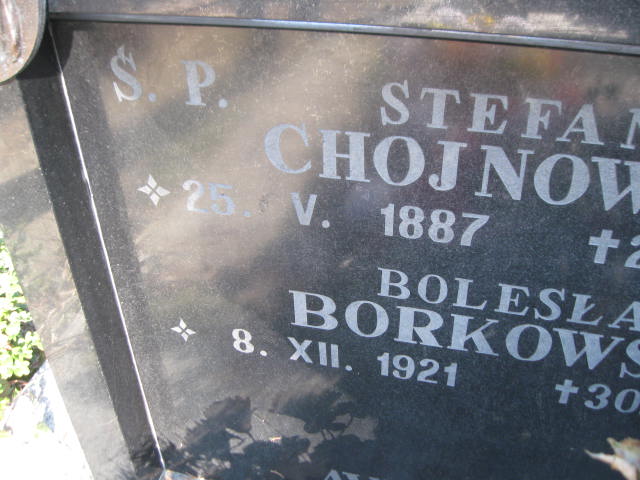 Ś. P. STEFAN
CHOJNOW
25. V. 1887 + 2
BOLESŁA
BORKOWS
8. XII. 1921 + 30